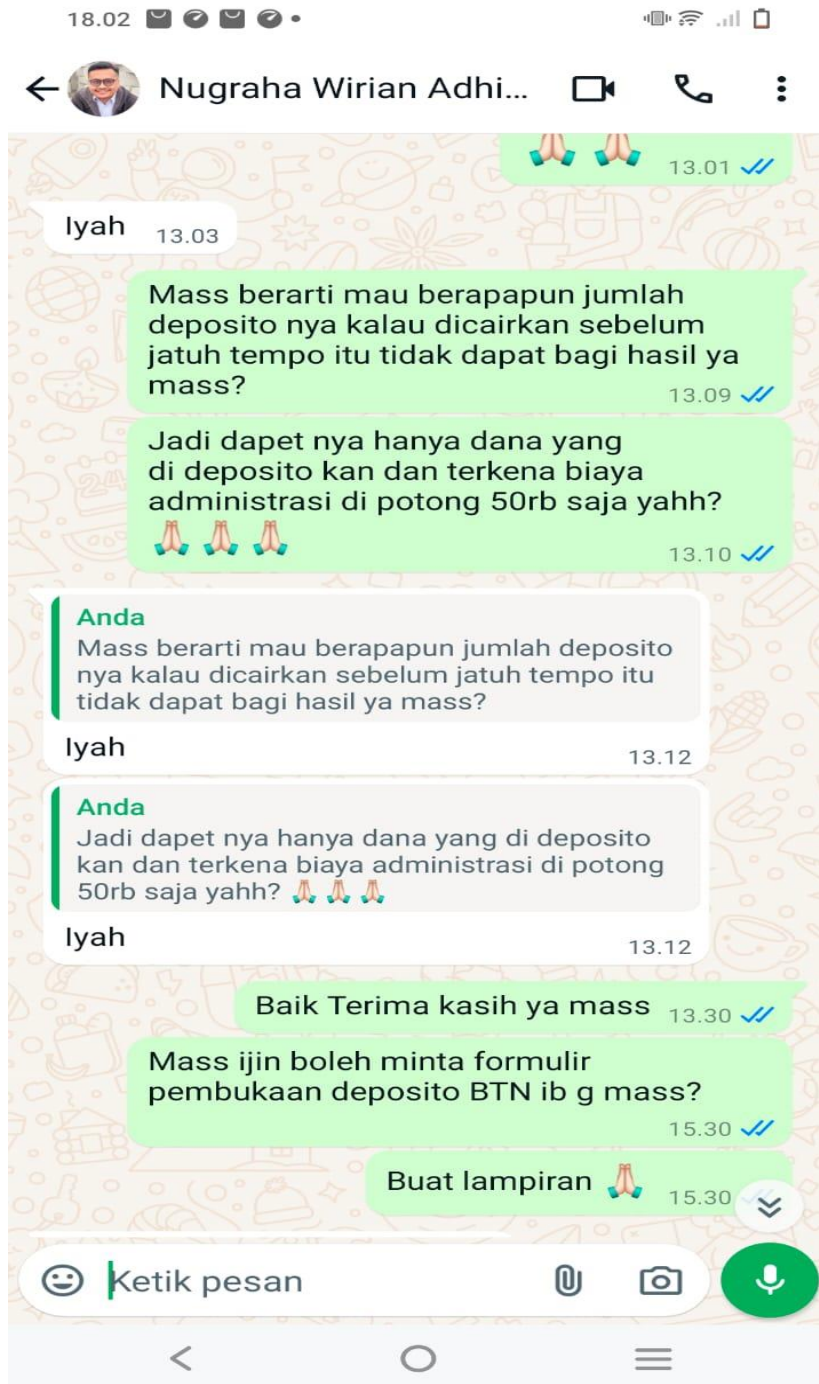 18.02
Nugraha Wirian Adhi...
13.01
Iyah 13.03
Mass berarti mau berapapun jumlah
deposito nya kalau dicairkan sebelum
jatuh tempo itu tidak dapat bagi hasil ya
mass?
13.09
Jadi dapet nya hanya dana yang
di deposito kan dan terkena biaya
administrasi di potong 50rb saja yahh?
🙏🏻 🙏🏻 🙏🏻
13.10
Anda
Mass berarti mau berapapun jumlah deposito
nya kalau dicairkan sebelum jatuh tempo itu
tidak dapat bagi hasil ya mass?
Iyah
13.12
Anda
Jadi dapet nya hanya dana yang di deposito
kan dan terkena biaya administrasi di potong
50rb saja yahh? 🙏🏻 🙏🏻 🙏🏻
Iyah
13.12
Baik Terima kasih ya mass 13.30
Mass ijin boleh minta formulir
pembukaan deposito BTN ib g mass?
15.30
Buat lampiran 🙏🏻 15.30
Ketik pesan